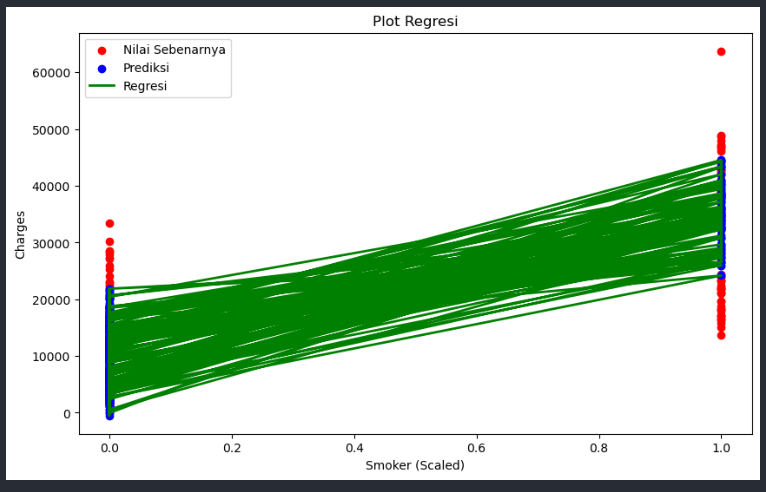 Plot Regresi
Nilai Sebenarnya
Prediksi
Regresi
Charges
60000
50000
40000
30000
20000
10000
0
0.0 0.2 0.4 0.6 0.8 1.0
Smoker (Scaled)